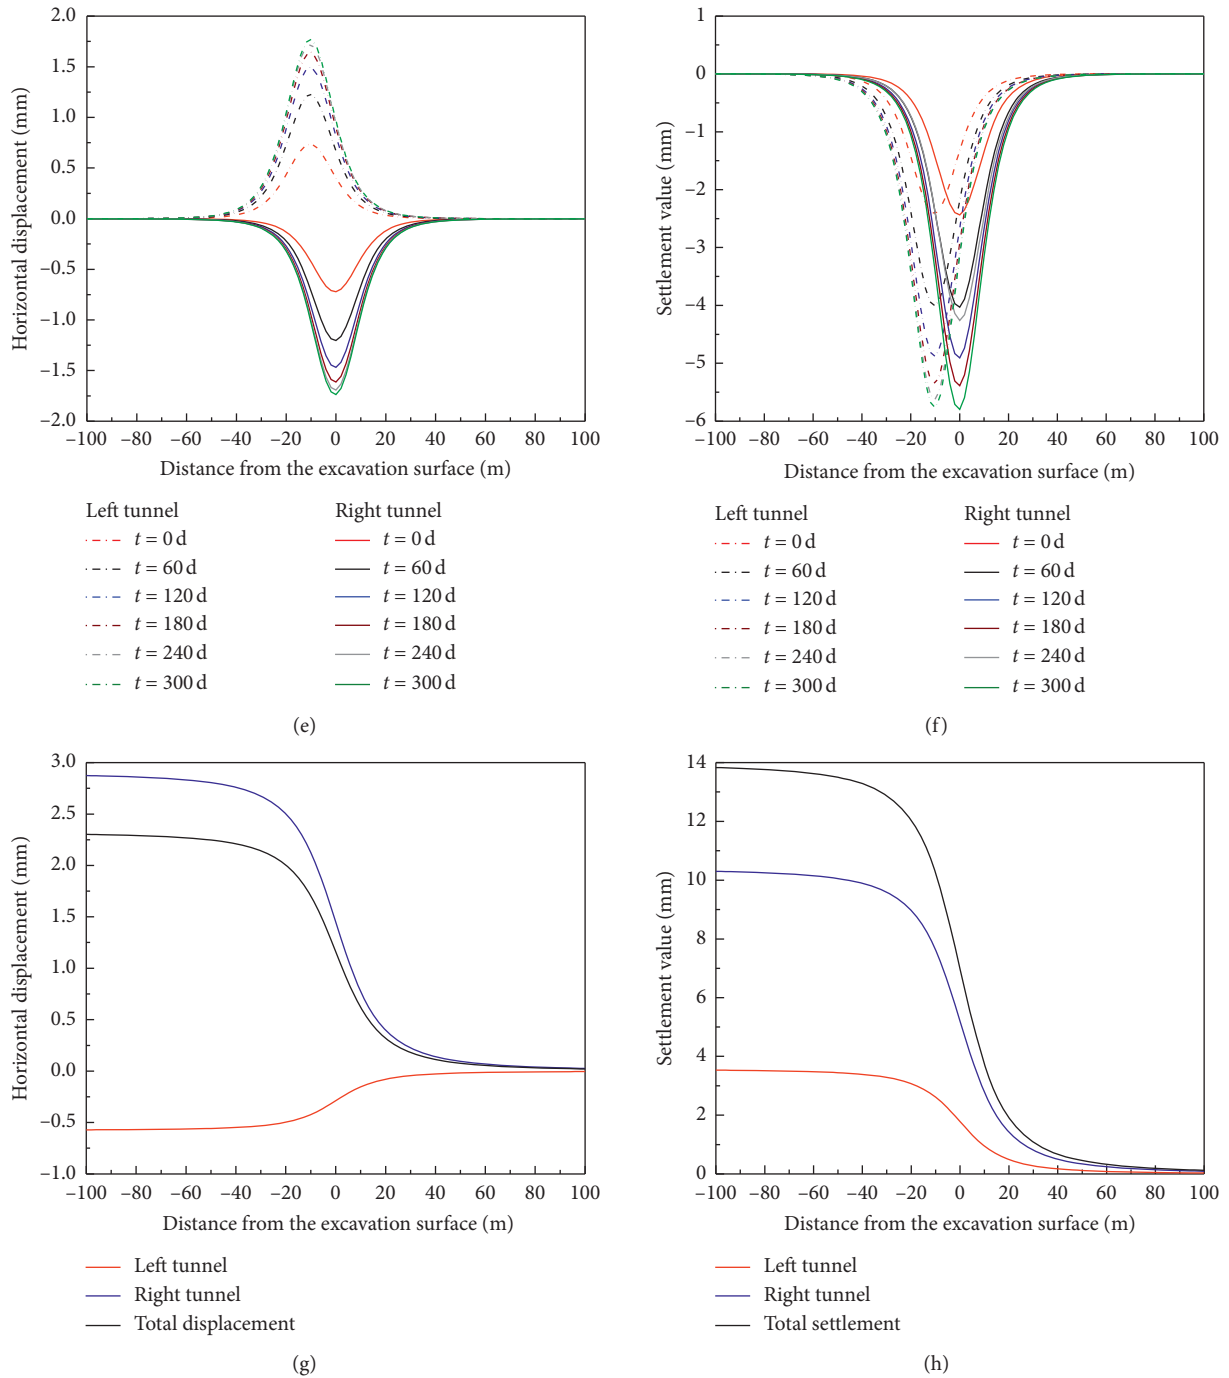 2.0
1.5
1.0
0.5
0.0
−0.5
−1.0
−1.5
−2.0
Horizontal displacement (mm)
−100 −80 −60 −40 −20 0 20 40 60 80 100
Distance from the excavation surface (m)
Left tunnel
t = 0 d
t = 60 d
t = 120 d
t = 180 d
t = 240 d
t = 300 d
Right tunnel
t = 0 d
t = 60 d
t = 120 d
t = 180 d
t = 240 d
t = 300 d
(e)
1
0
−1
−2
−3
−4
−5
−6
Settlement value (mm)
−100 −80 −60 −40 −20 0 20 40 60 80 100
Distance from the excavation surface (m)
Left tunnel
t = 0 d
t = 60 d
t = 120 d
t = 180 d
t = 240 d
t = 300 d
Right tunnel
t = 0 d
t = 60 d
t = 120 d
t = 180 d
t = 240 d
t = 300 d
(f)
3.0
2.5
2.0
1.5
1.0
0.5
0.0
−0.5
−1.0
Horizontal displacement (mm)
−100 −80 −60 −40 −20 0 20 40 60 80 100
Distance from the excavation surface (m)
Left tunnel
Right tunnel
Total displacement
(g)
14
12
10
8
6
4
2
0
Settlement value (mm)
−100 −80 −60 −40 −20 0 20 40 60 80 100
Distance from the excavation surface (m)
Left tunnel
Right tunnel
Total settlement
(h)